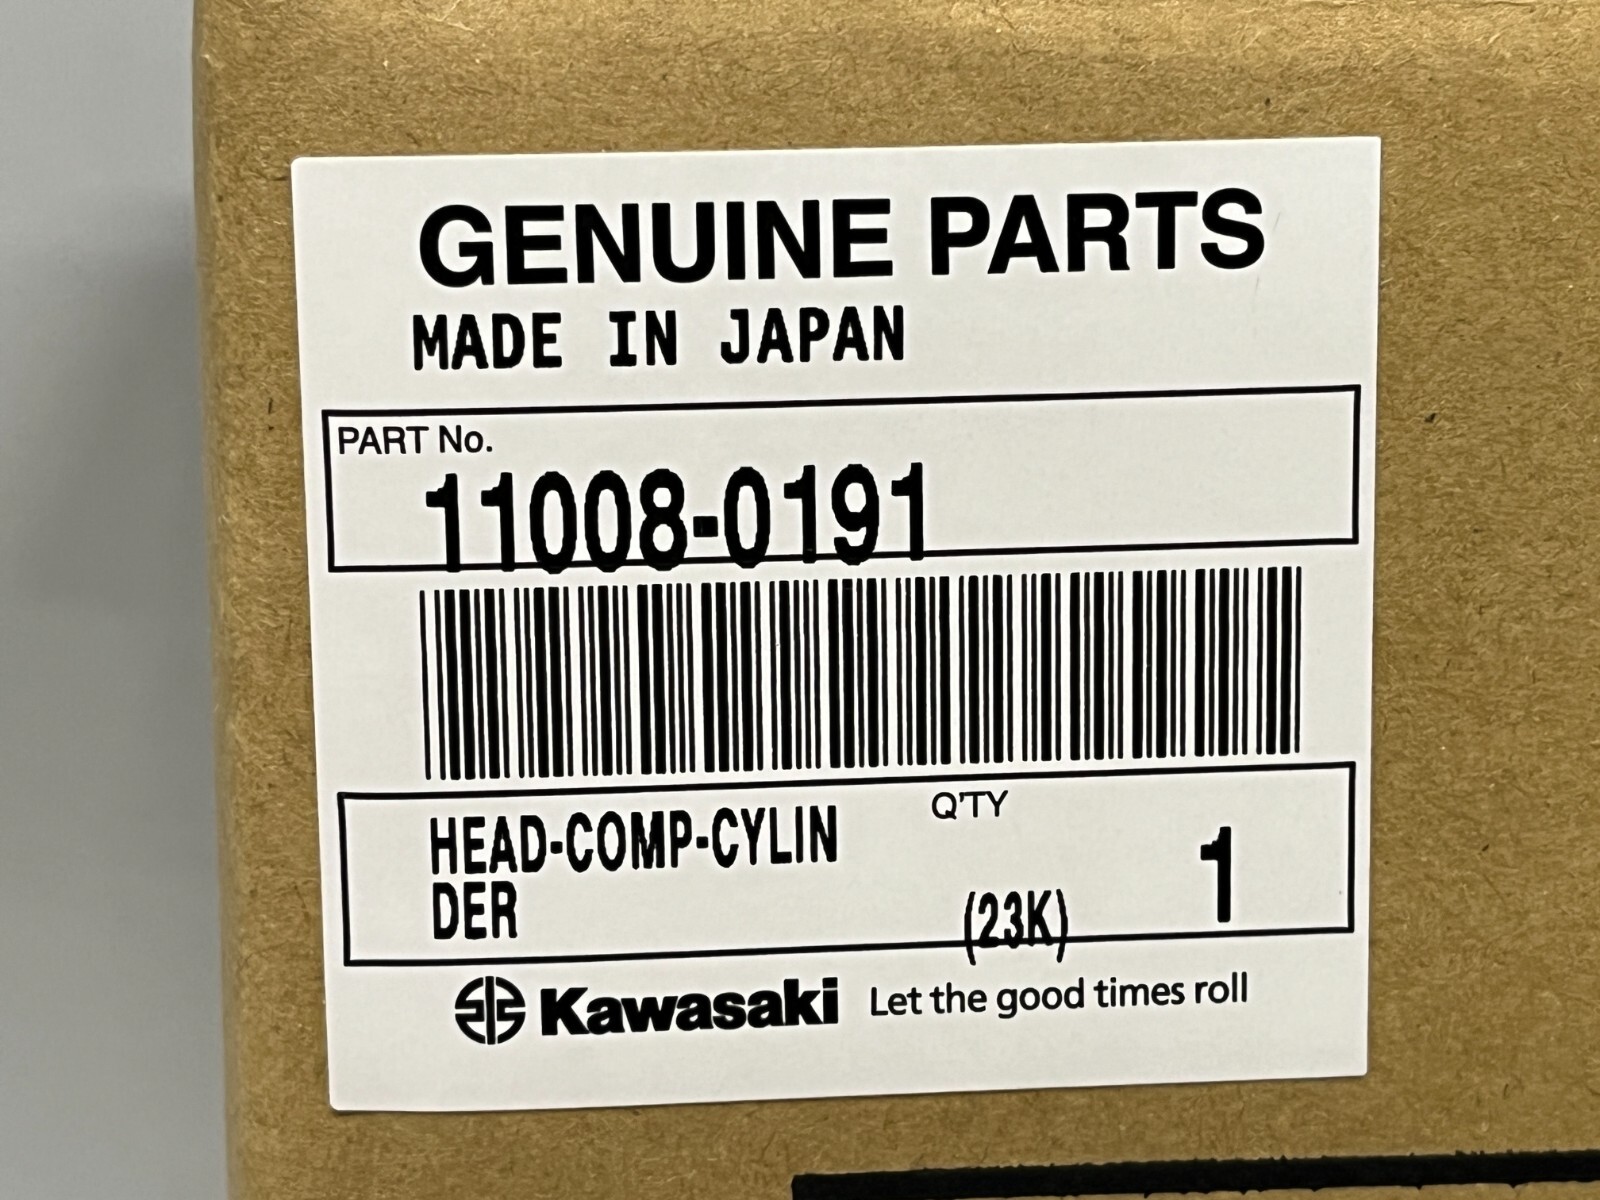 GENUINE PARTS
MADE IN JAPAN
PART No.
11008-0191
HEAD-COMP-CYLIN
DER
Q'TY
(23K)
1
Kawasaki Let the good times roll